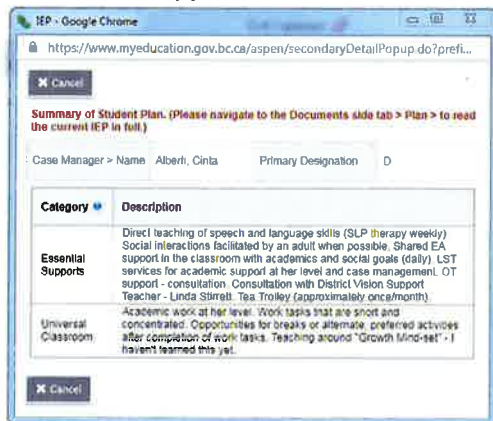 IEP - Google Chrome
https://www.myeducation.gov.bc.ca/aspen/secondaryDetailPopup.do?prefi...
✖ Cancel
Summary of Student Plan. (Please navigate to the Documents side tab > Plan > to read
the current IEP in full.)
Case Manager > Name Alberh, Cinta Primary Designation D
Category Description
Direct teaching of speech and language skills (SLP therapy weekly)
Social interactions facilitated by an adult when possible. Shared EA
Essential support in the classroom with academics and social goals (daily). LST
Supports services for academic support at her level and case management. OT
support - consultation. Consultation with District Vision Support
Teacher - Linda Stirrett. Tea Trolley (approximately once/month).
Academic work at her level. Work tasks that are short and
Universal concentrated. Opportunities for breaks or alternate, preferred activities
Classroom after completion of work tasks. Teaching around "Growth Mind-set" - I
haven't learned this yet.
✖ Cancel